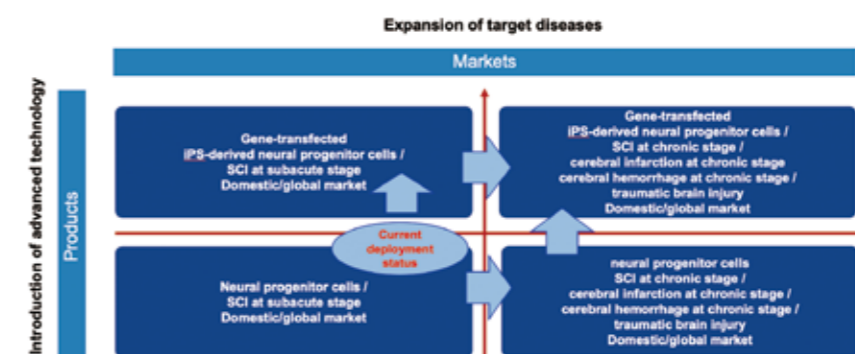 Expansion of target diseases
Markets
Introduction of advanced technology
Products
Gene-transfected
iPS-derived neural progenitor cells /
SCI at subacute stage
Domestic/global market
Gene-transfected
iPS-derived neural progenitor cells /
SCI at chronic stage /
cerebral infarction at chronic stage
cerebral hemorrhage at chronic stage /
traumatic brain injury
Domestic/global market
Current
deployment
status
Neural progenitor cells /
SCI at subacute stage
Domestic/global market
neural progenitor cells
SCI at chronic stage /
cerebral infarction at chronic stage /
cerebral hemorrhage at chronic stage /
traumatic brain injury
Domestic/global market